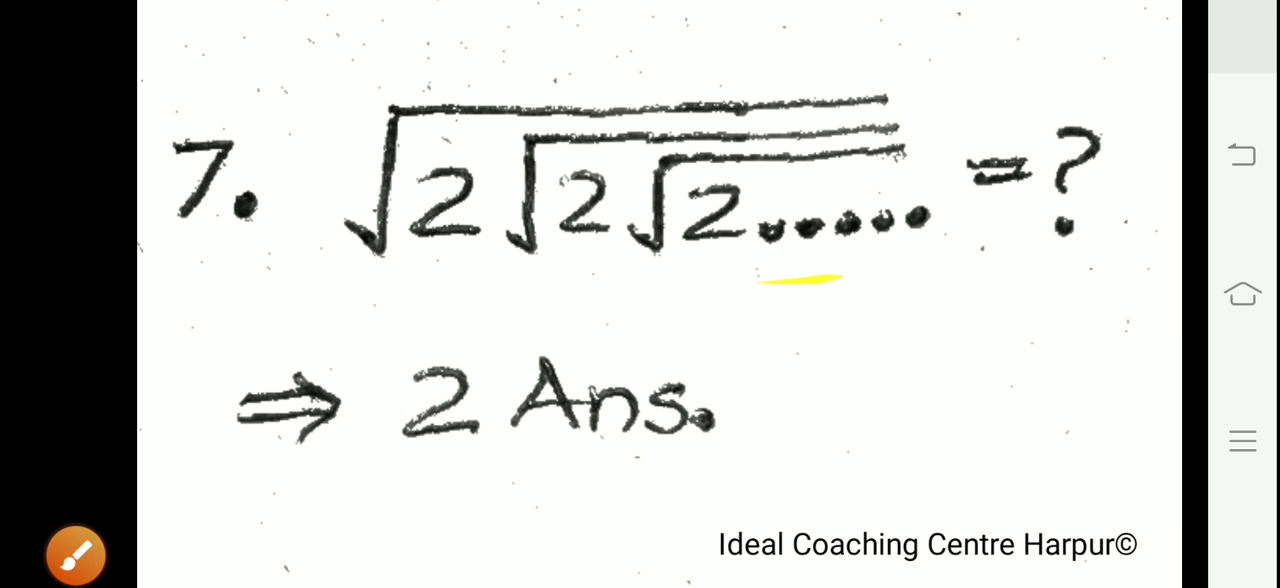 7. √2√2√2..... = ?
⇒ 2 Ans.
Ideal Coaching Centre Harpur©